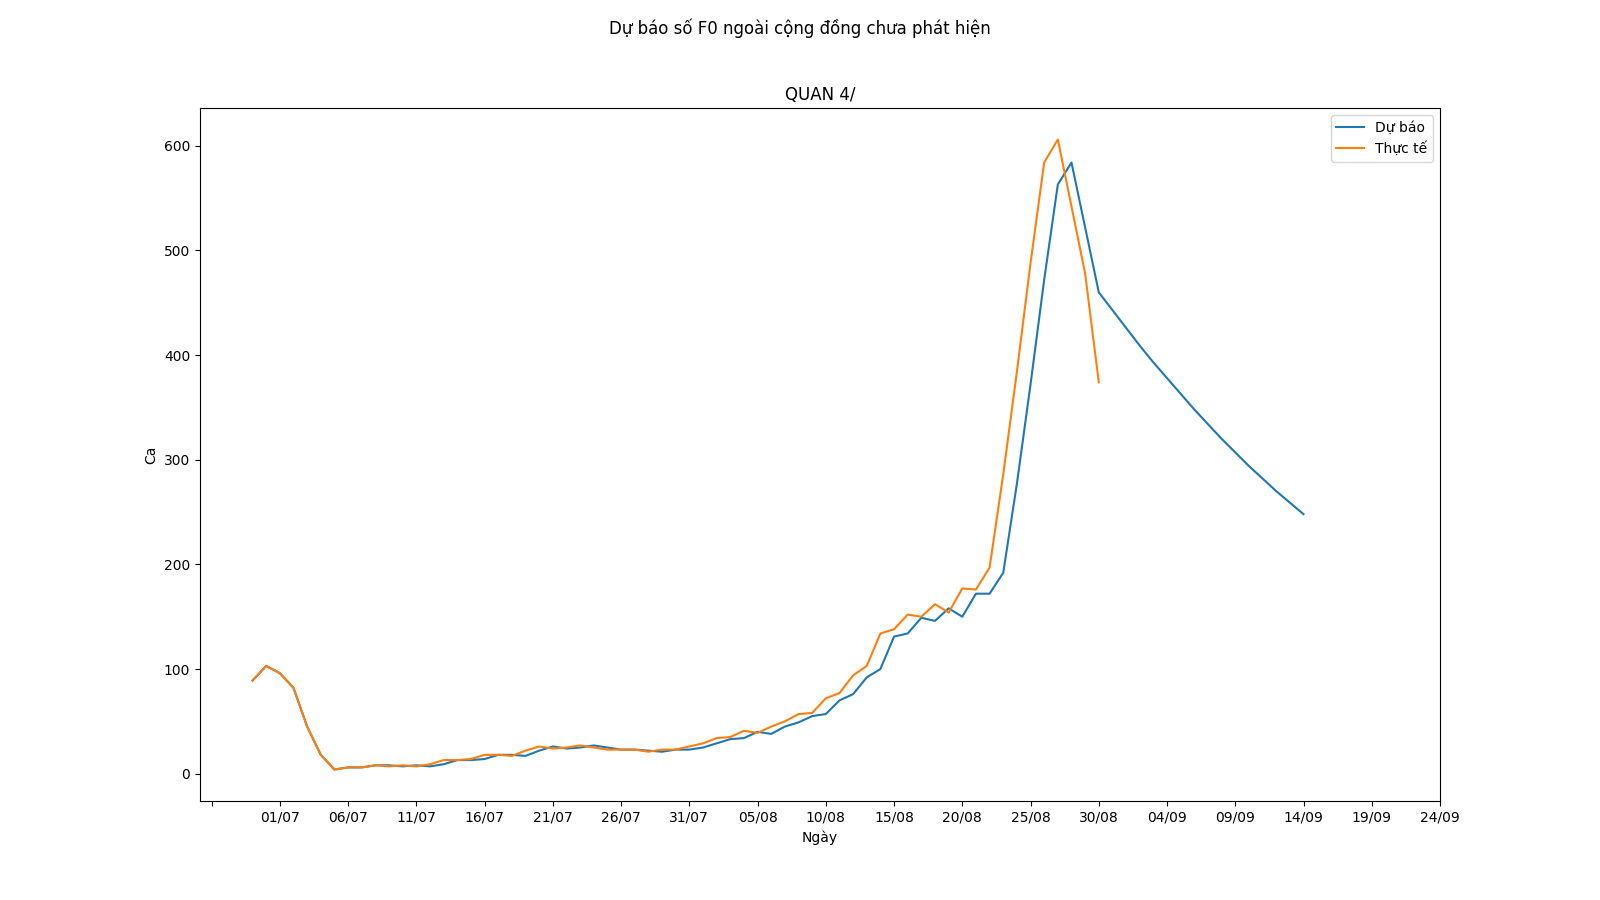 Dự báo số F0 ngoài cộng đồng chưa phát hiện
QUAN 4/
Dự báo
Thực tế
600
500
400
300
200
100
0
Ca
01/07 06/07 11/07 16/07 21/07 26/07 31/07 05/08 10/08 15/08 20/08 25/08 30/08 04/09 09/09 14/09 19/09 24/09
Ngày